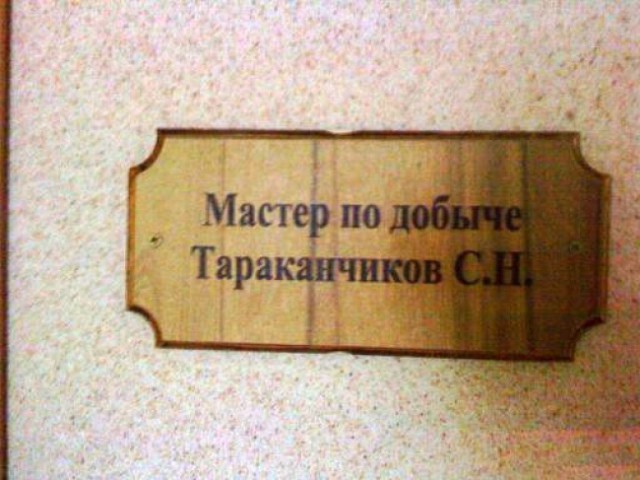 Мастер по добыче
Тараканчиков С.Н.